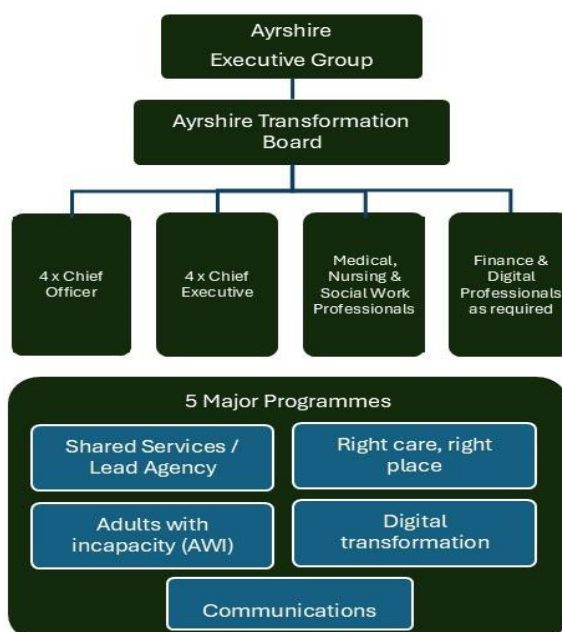 Ayrshire
Executive Group
Ayrshire Transformation
Board
4 x Chief
Officer
4 x Chief
Executive
Medical,
Nursing &
Social Work
Professionals
Finance &
Digital
Professionals
as required
5 Major Programmes
Shared Services /
Lead Agency
Right care, right
place
Adults with
incapacity (AWI)
Digital
transformation
Communications